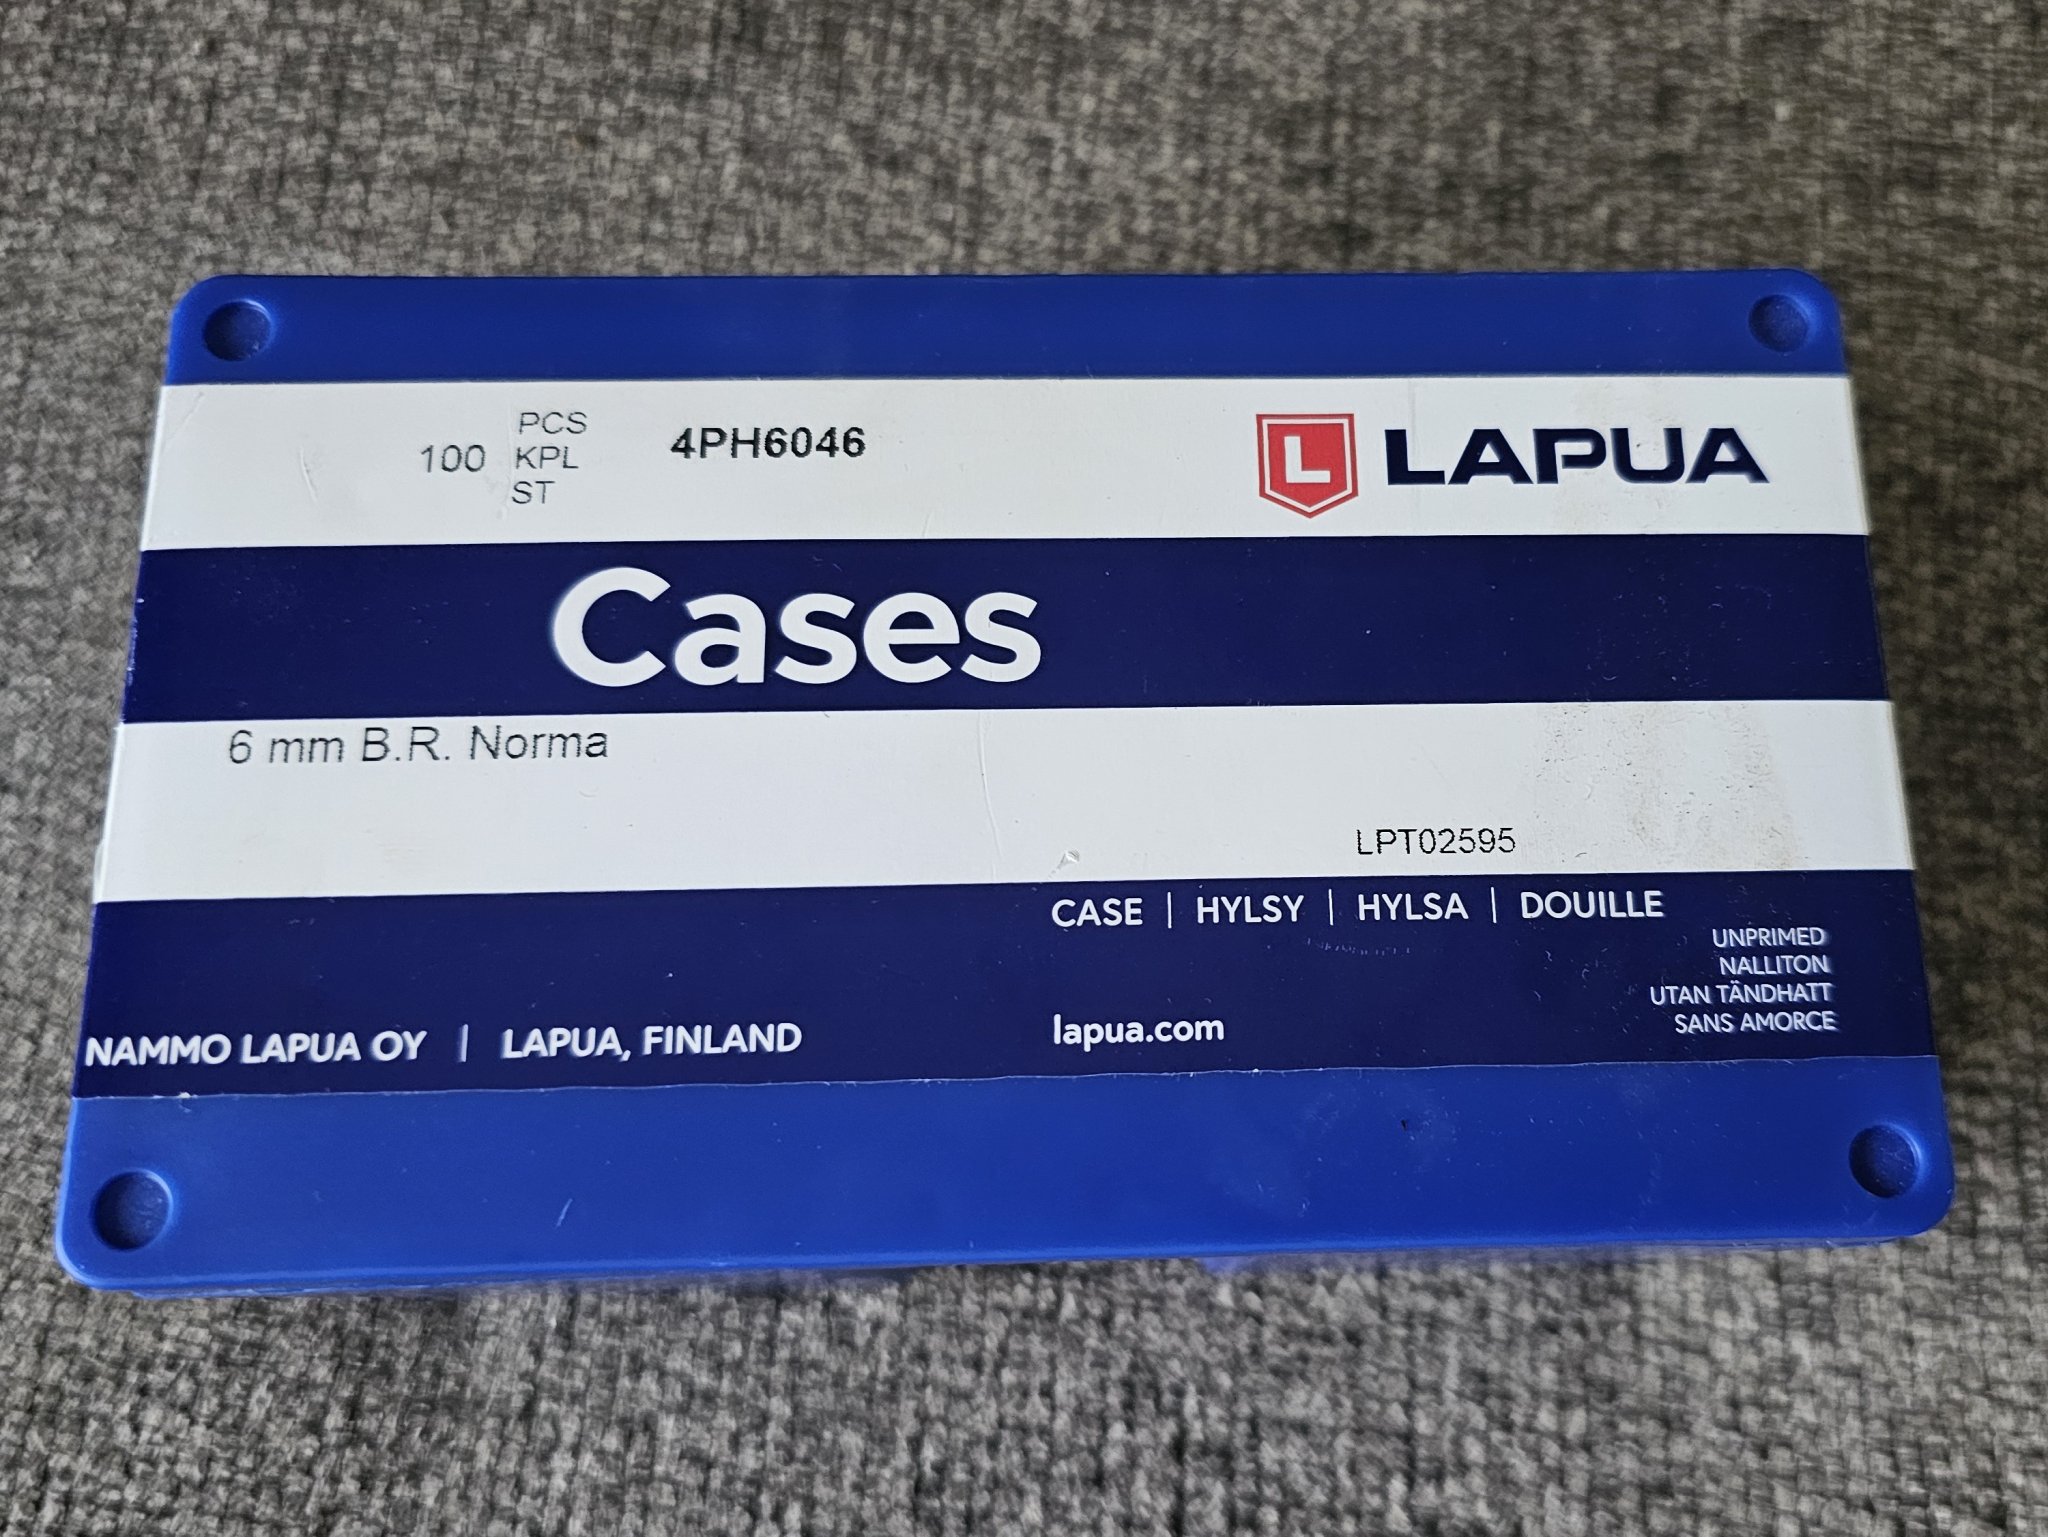 PCS
100 KPL
ST
4PH6046
L LAPUA
Cases
6 mm B.R. Norma
LPT02595
CASE | HYLSY | HYLSA | DOUILLE
UNPRIMED
NALLITON
UTAN TÄNDHATT
SANS AMORCE
NAMMO LAPUA OY | LAPUA, FINLAND
lapua.com